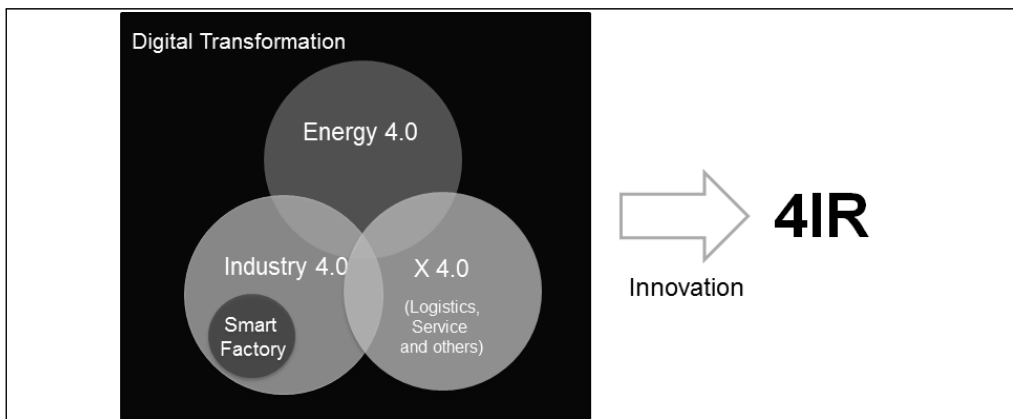 Digital Transformation
Energy 4.0
Industry 4.0
Smart
Factory
X 4.0
(Logistics,
Service
and others)
4IR
Innovation